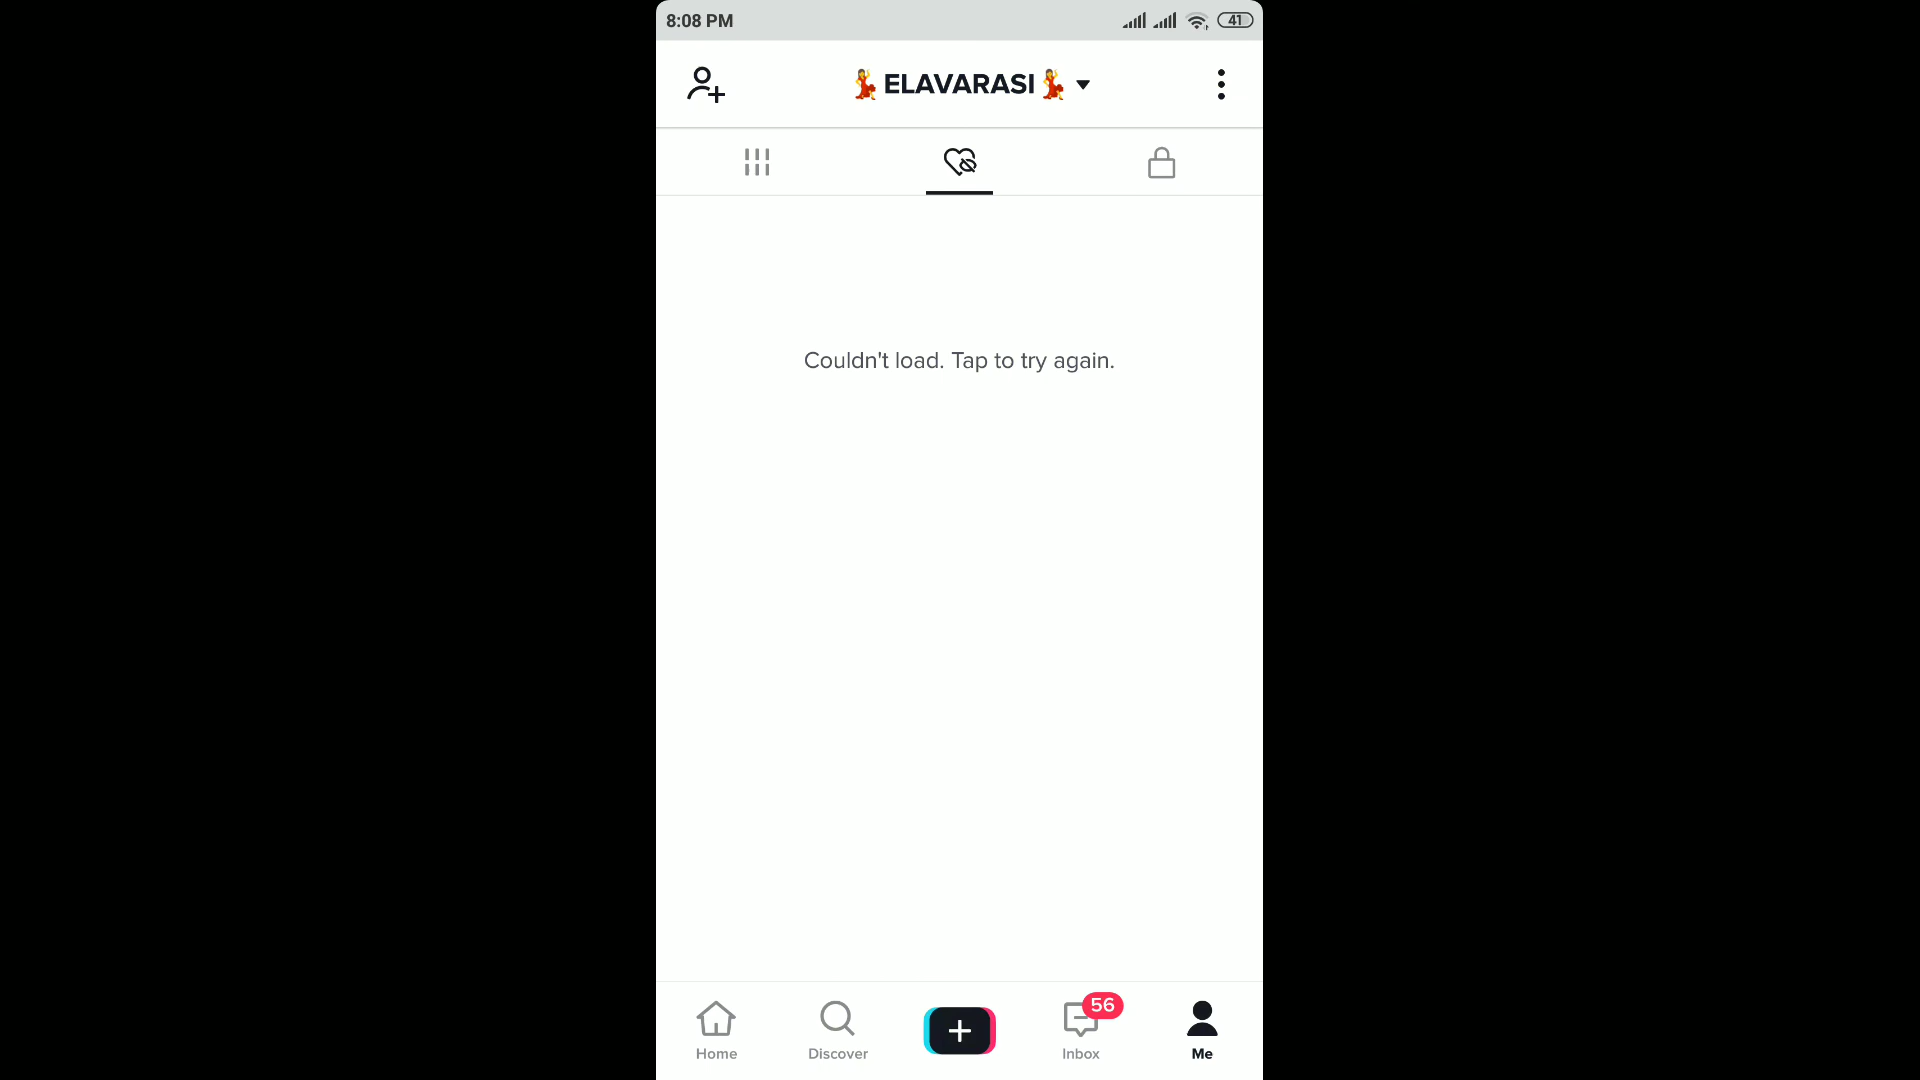 8:08 PM
41
💃ELAVARASI💃
Couldn't load. Tap to try again.
56
Home
Discover
Inbox
Me